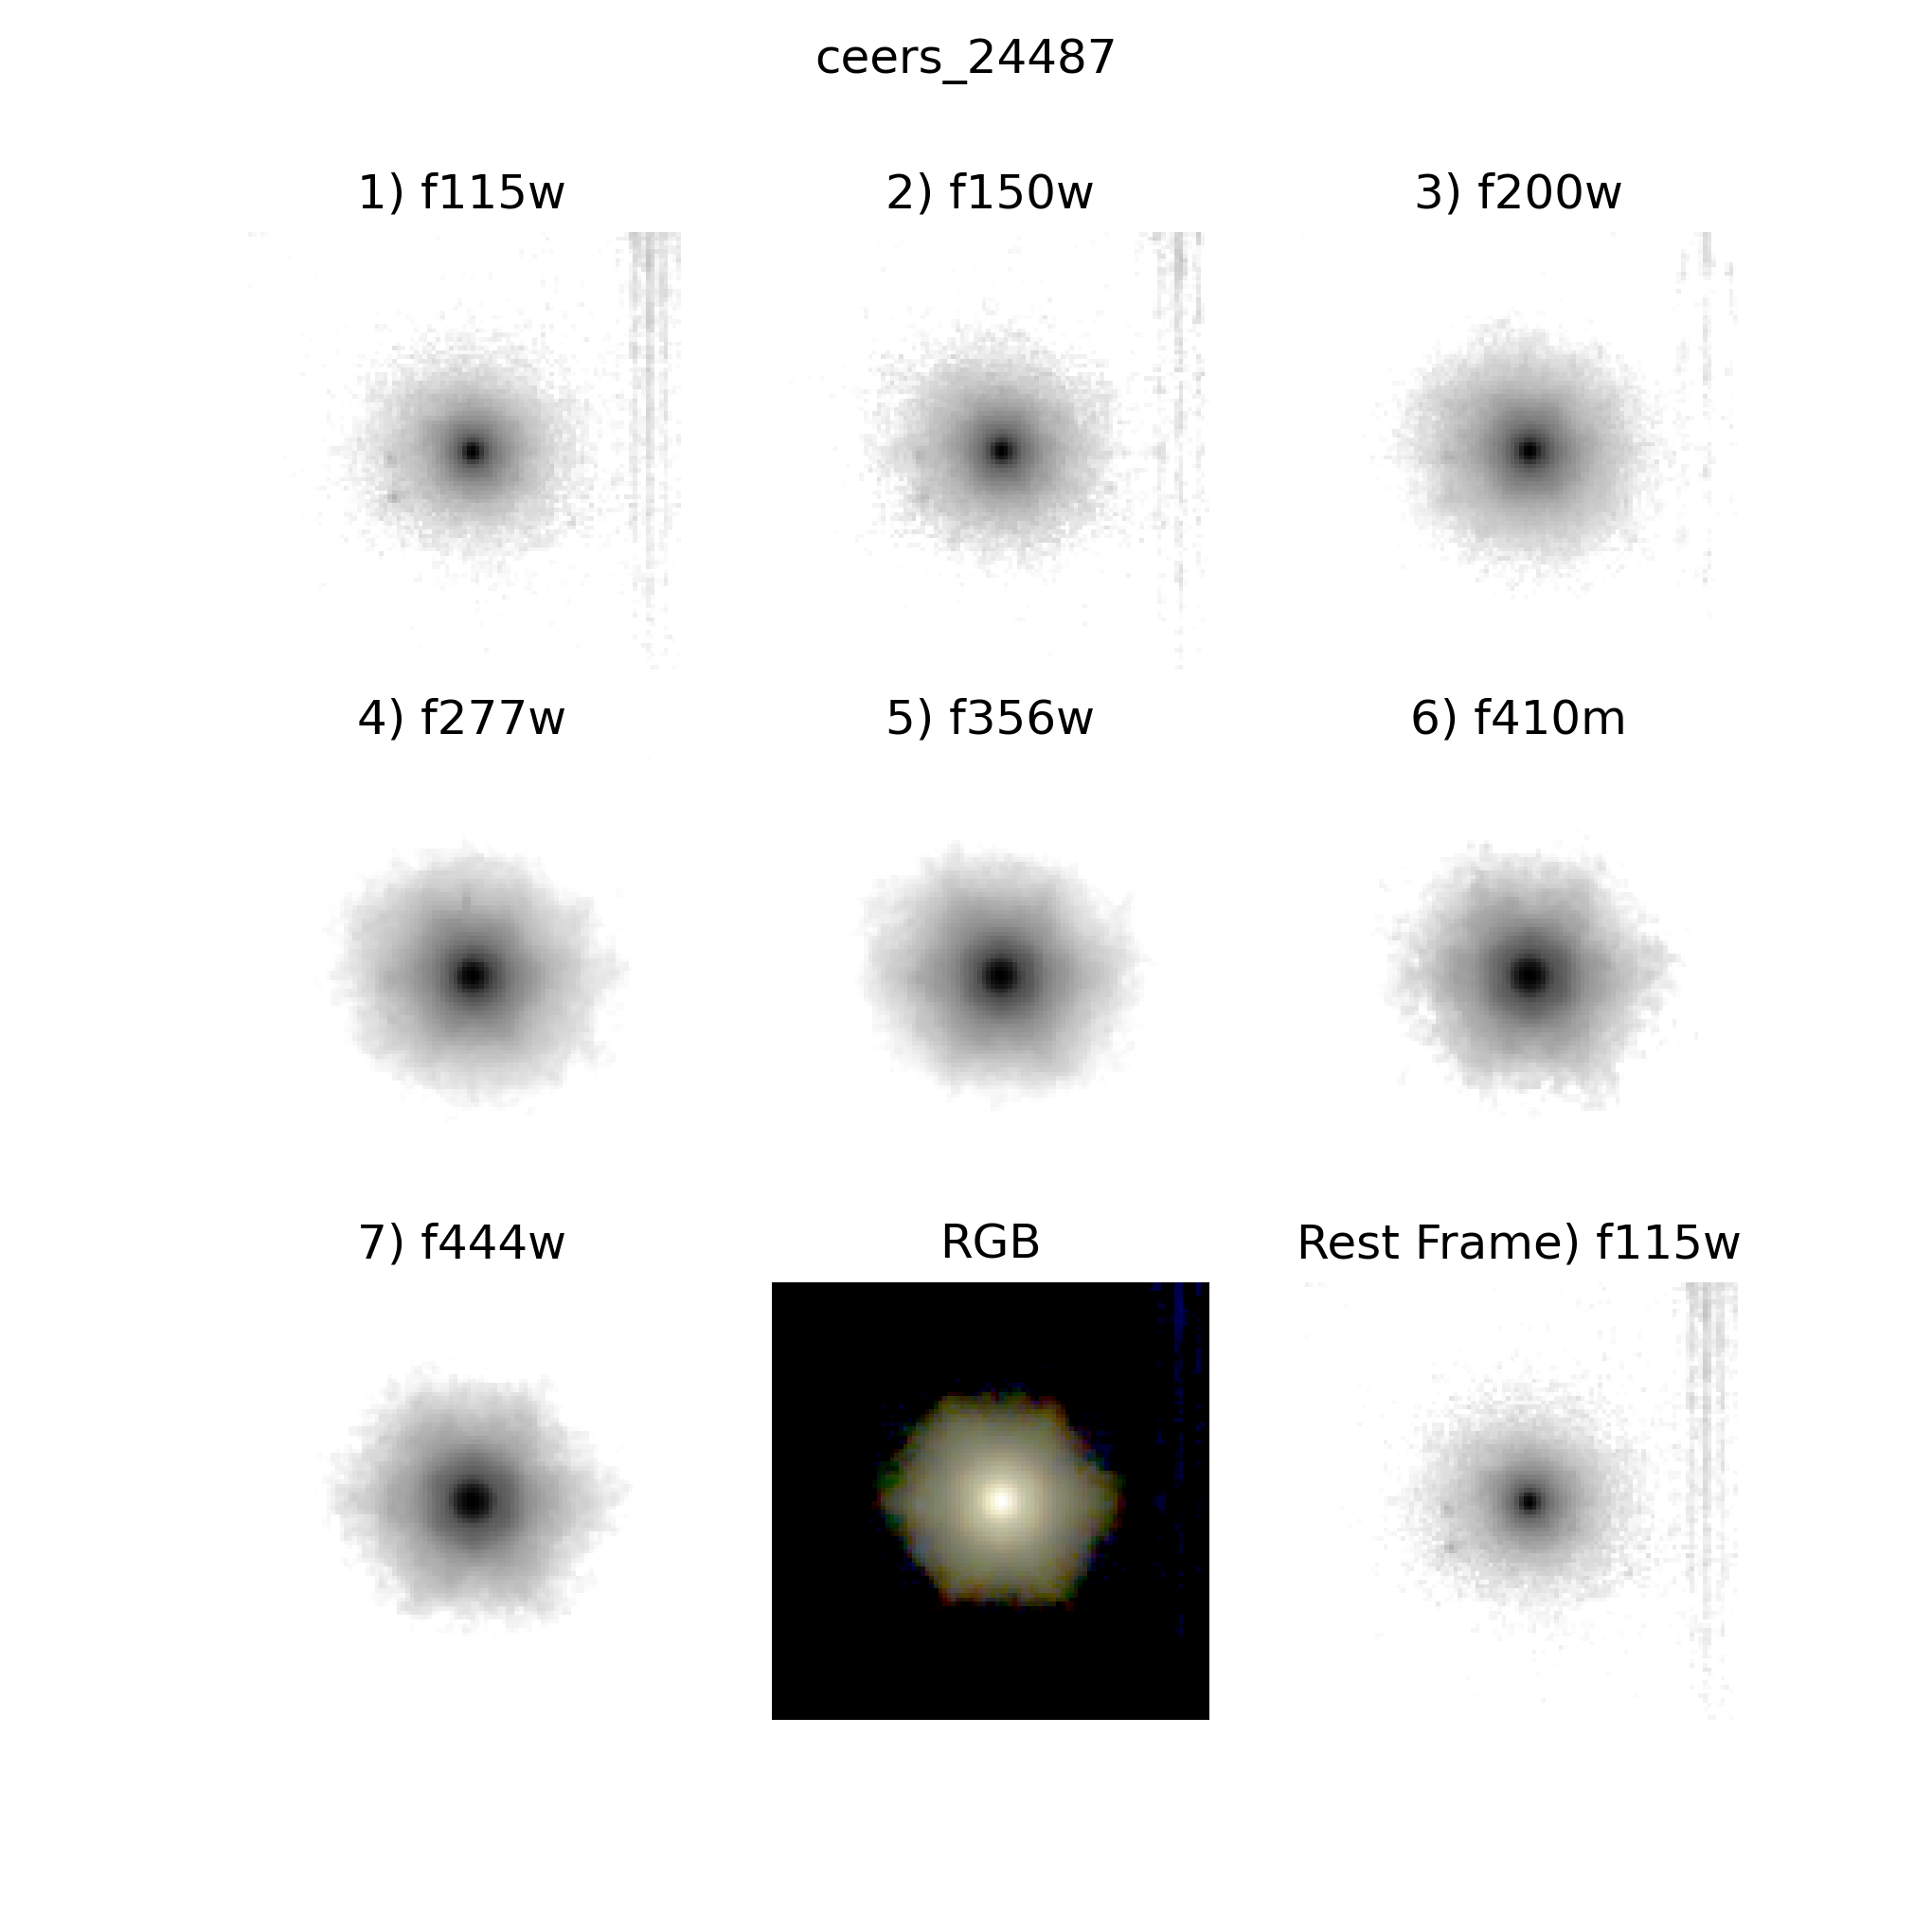 ceers_24487
1) f115w
2) f150w
3) f200w
4) f277w
5) f356w
6) f410m
7) f444w
RGB
Rest Frame) f115w